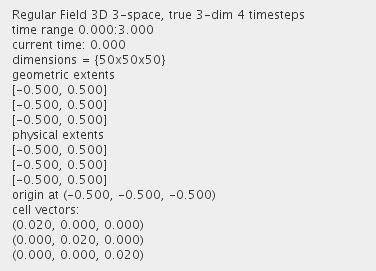 Regular Field 3D 3-space, true 3-dim 4 timesteps
time range 0.000:3.000
current time: 0.000
dimensions = {50x50x50}
geometric extents
[-0.500, 0.500]
[-0.500, 0.500]
[-0.500, 0.500]
physical extents
[-0.500, 0.500]
[-0.500, 0.500]
[-0.500, 0.500]
origin at (-0.500, -0.500, -0.500)
cell vectors:
(0.020, 0.000, 0.000)
(0.000, 0.020, 0.000)
(0.000, 0.000, 0.020)